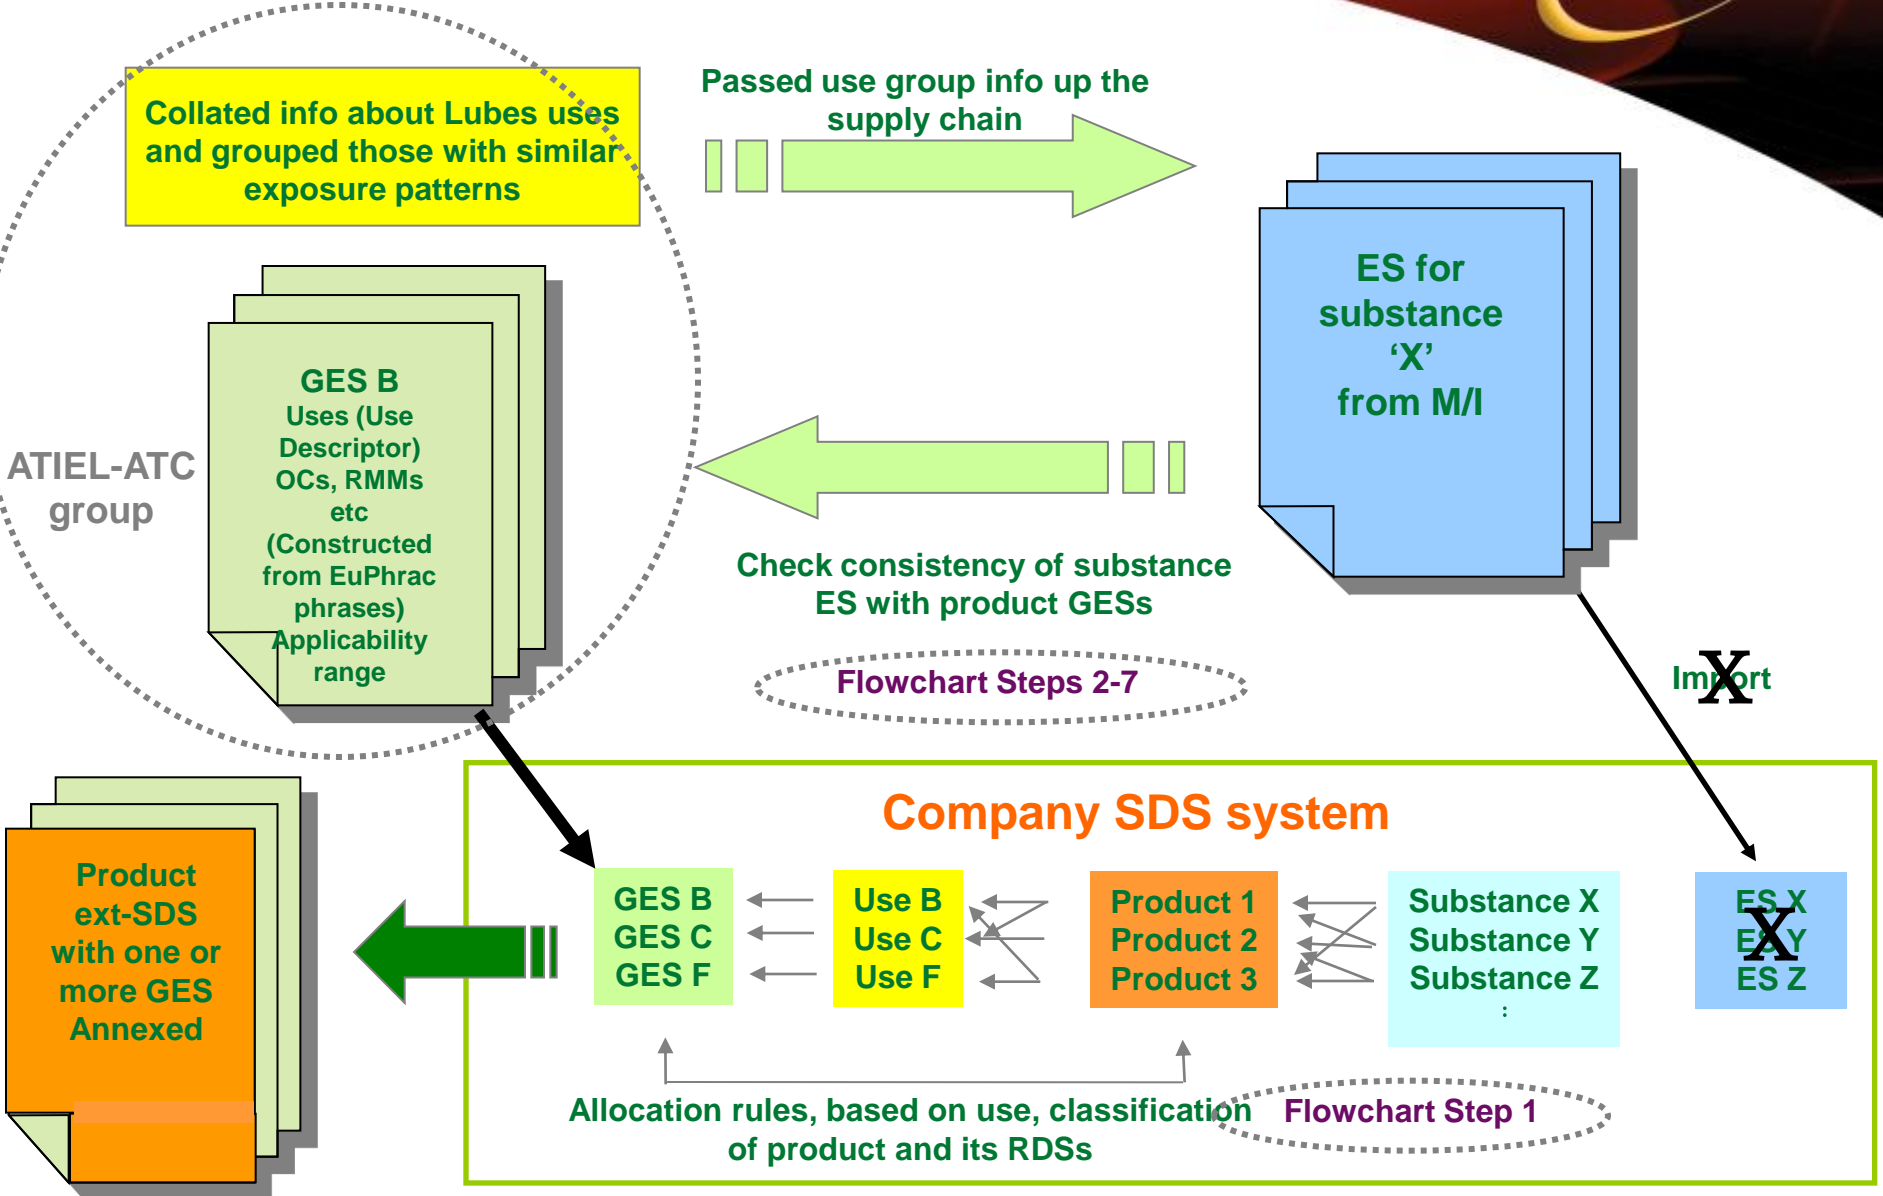 Collated info about Lubes uses
and grouped those with similar
exposure patterns
Passed use group info up the
supply chain
ES for
substance
‘X’
from M/I
GES B
Uses (Use
Descriptor)
OCs, RMMs
etc
(Constructed
from EuPhrac
phrases)
Applicability
range
ATIEL-ATC
group
Check consistency of substance
ES with product GESs
Flowchart Steps 2-7
Import
X
Company SDS system
Product
ext-SDS
with one or
more GES
Annexed
GES B
GES C
GES F
Use B
Use C
Use F
Product 1
Product 2
Product 3
Substance X
Substance Y
Substance Z
:
ES X
ES Y
ES Z
X
Allocation rules, based on use, classification
of product and its RDSs
Flowchart Step 1